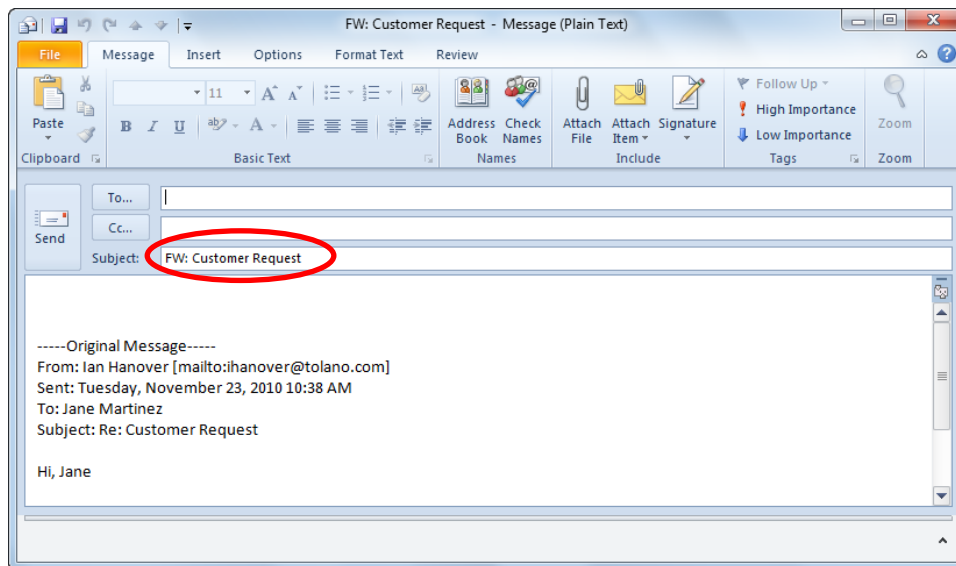 FW: Customer Request - Message (Plain Text)
File Message Insert Options Format Text Review
Follow Up
11 A A
High Importance
Paste B I U ab A Address Book Check Names Attach File Attach Item Signature Low Importance Zoom
Clipboard Basic Text Names Include Tags Zoom
To...
Cc...
Send
Subject: FW: Customer Request
-----Original Message-----
From: Ian Hanover [mailto:ihanover@tolano.com]
Sent: Tuesday, November 23, 2010 10:38 AM
To: Jane Martinez
Subject: Re: Customer Request
Hi, Jane